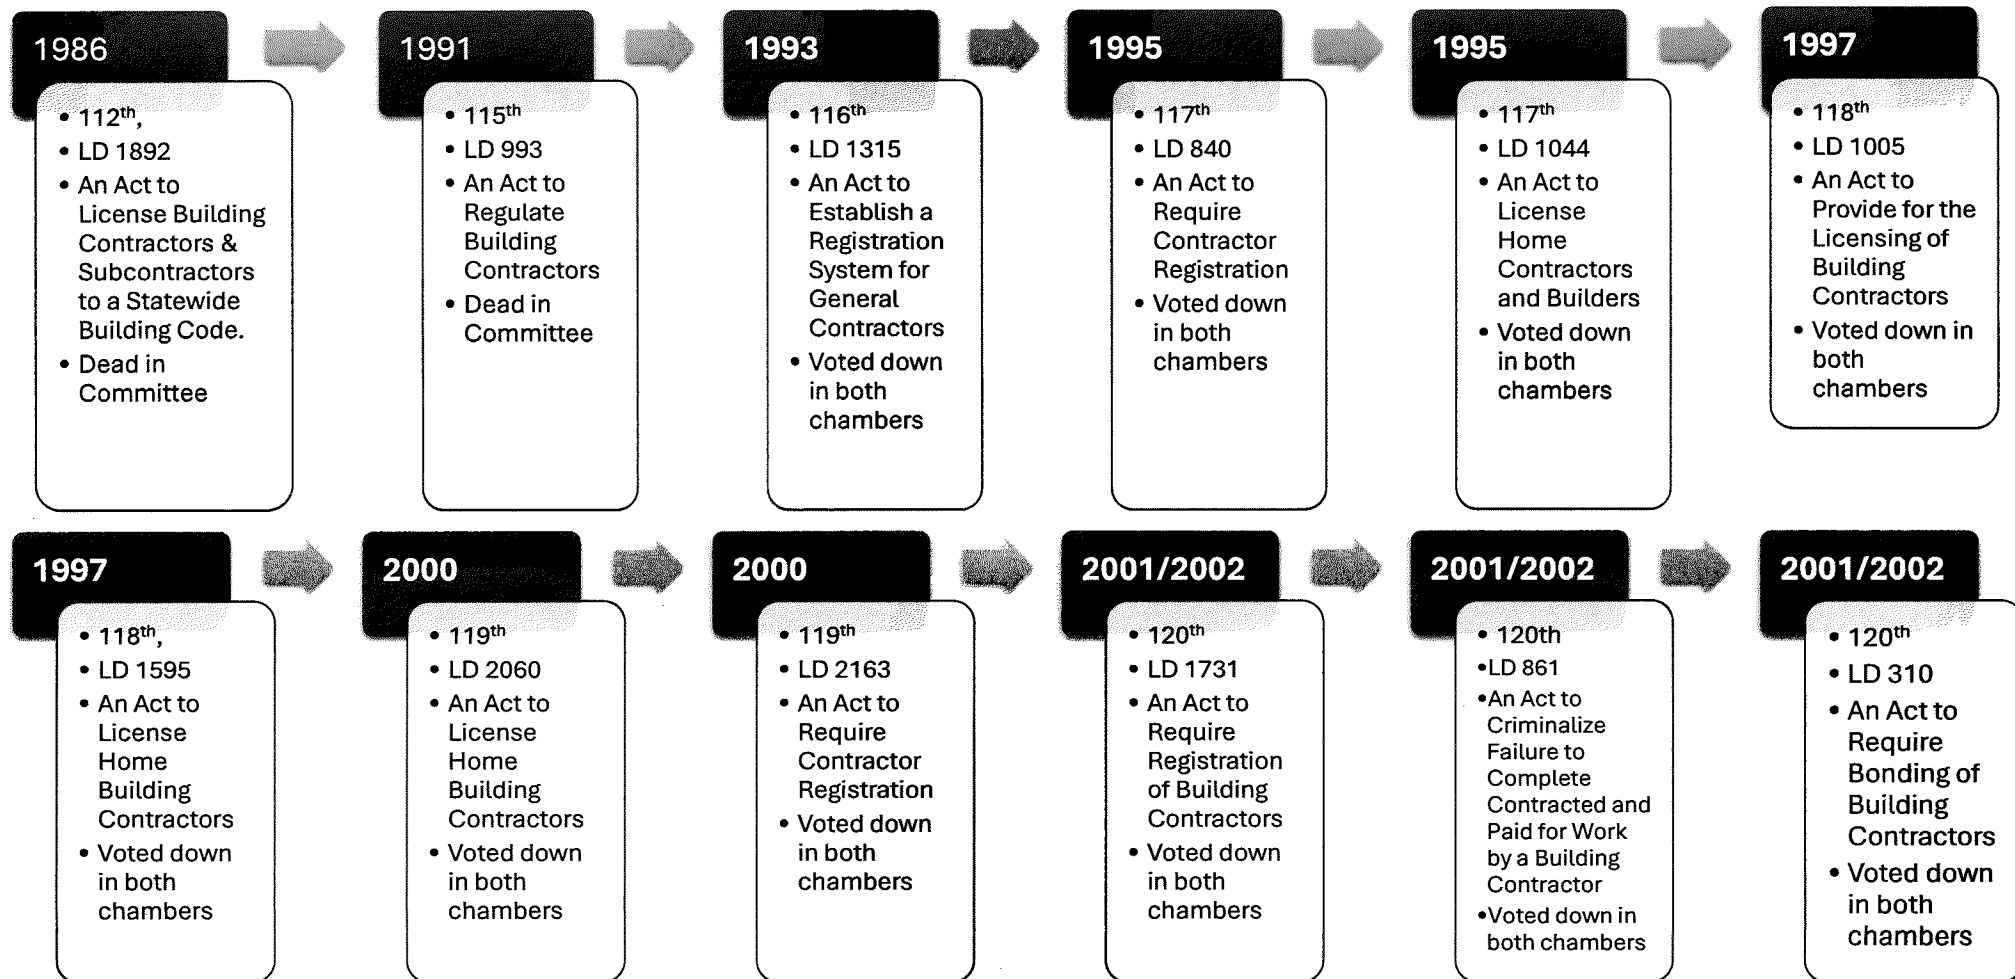 1986
• 112th,
• LD 1892
• An Act to
License Building
Contractors &
Subcontractors
to a Statewide
Building Code.
• Dead in
Committee
1991
• 115th
• LD 993
• An Act to
Regulate
Building
Contractors
• Dead in
Committee
1993
• 116th
• LD 1315
• An Act to
Establish a
Registration
System for
General
Contractors
• Voted down
in both
chambers
1995
• 117th
• LD 840
• An Act to
Require
Contractor
Registration
• Voted down
in both
chambers
1995
• 117th
• LD 1044
• An Act to
License
Home
Contractors
and Builders
• Voted down
in both
chambers
1997
• 118th
• LD 1005
• An Act to
Provide for the
Licensing of
Building
Contractors
• Voted down in
both
chambers
1997
• 118th,
• LD 1595
• An Act to
License
Home
Building
Contractors
• Voted down
in both
chambers
2000
• 119th
• LD 2060
• An Act to
License
Home
Building
Contractors
• Voted down
in both
chambers
2000
• 119th
• LD 2163
• An Act to
Require
Contractor
Registration
• Voted down
in both
chambers
2001/2002
• 120th
• LD 1731
• An Act to
Require
Registration
of Building
Contractors
• Voted down
in both
chambers
2001/2002
• 120th
•LD 861
•An Act to
Criminalize
Failure to
Complete
Contracted and
Paid for Work
by a Building
Contractor
•Voted down in
both chambers
2001/2002
• 120th
• LD 310
• An Act to
Require
Bonding of
Building
Contractors
• Voted down
in both
chambers